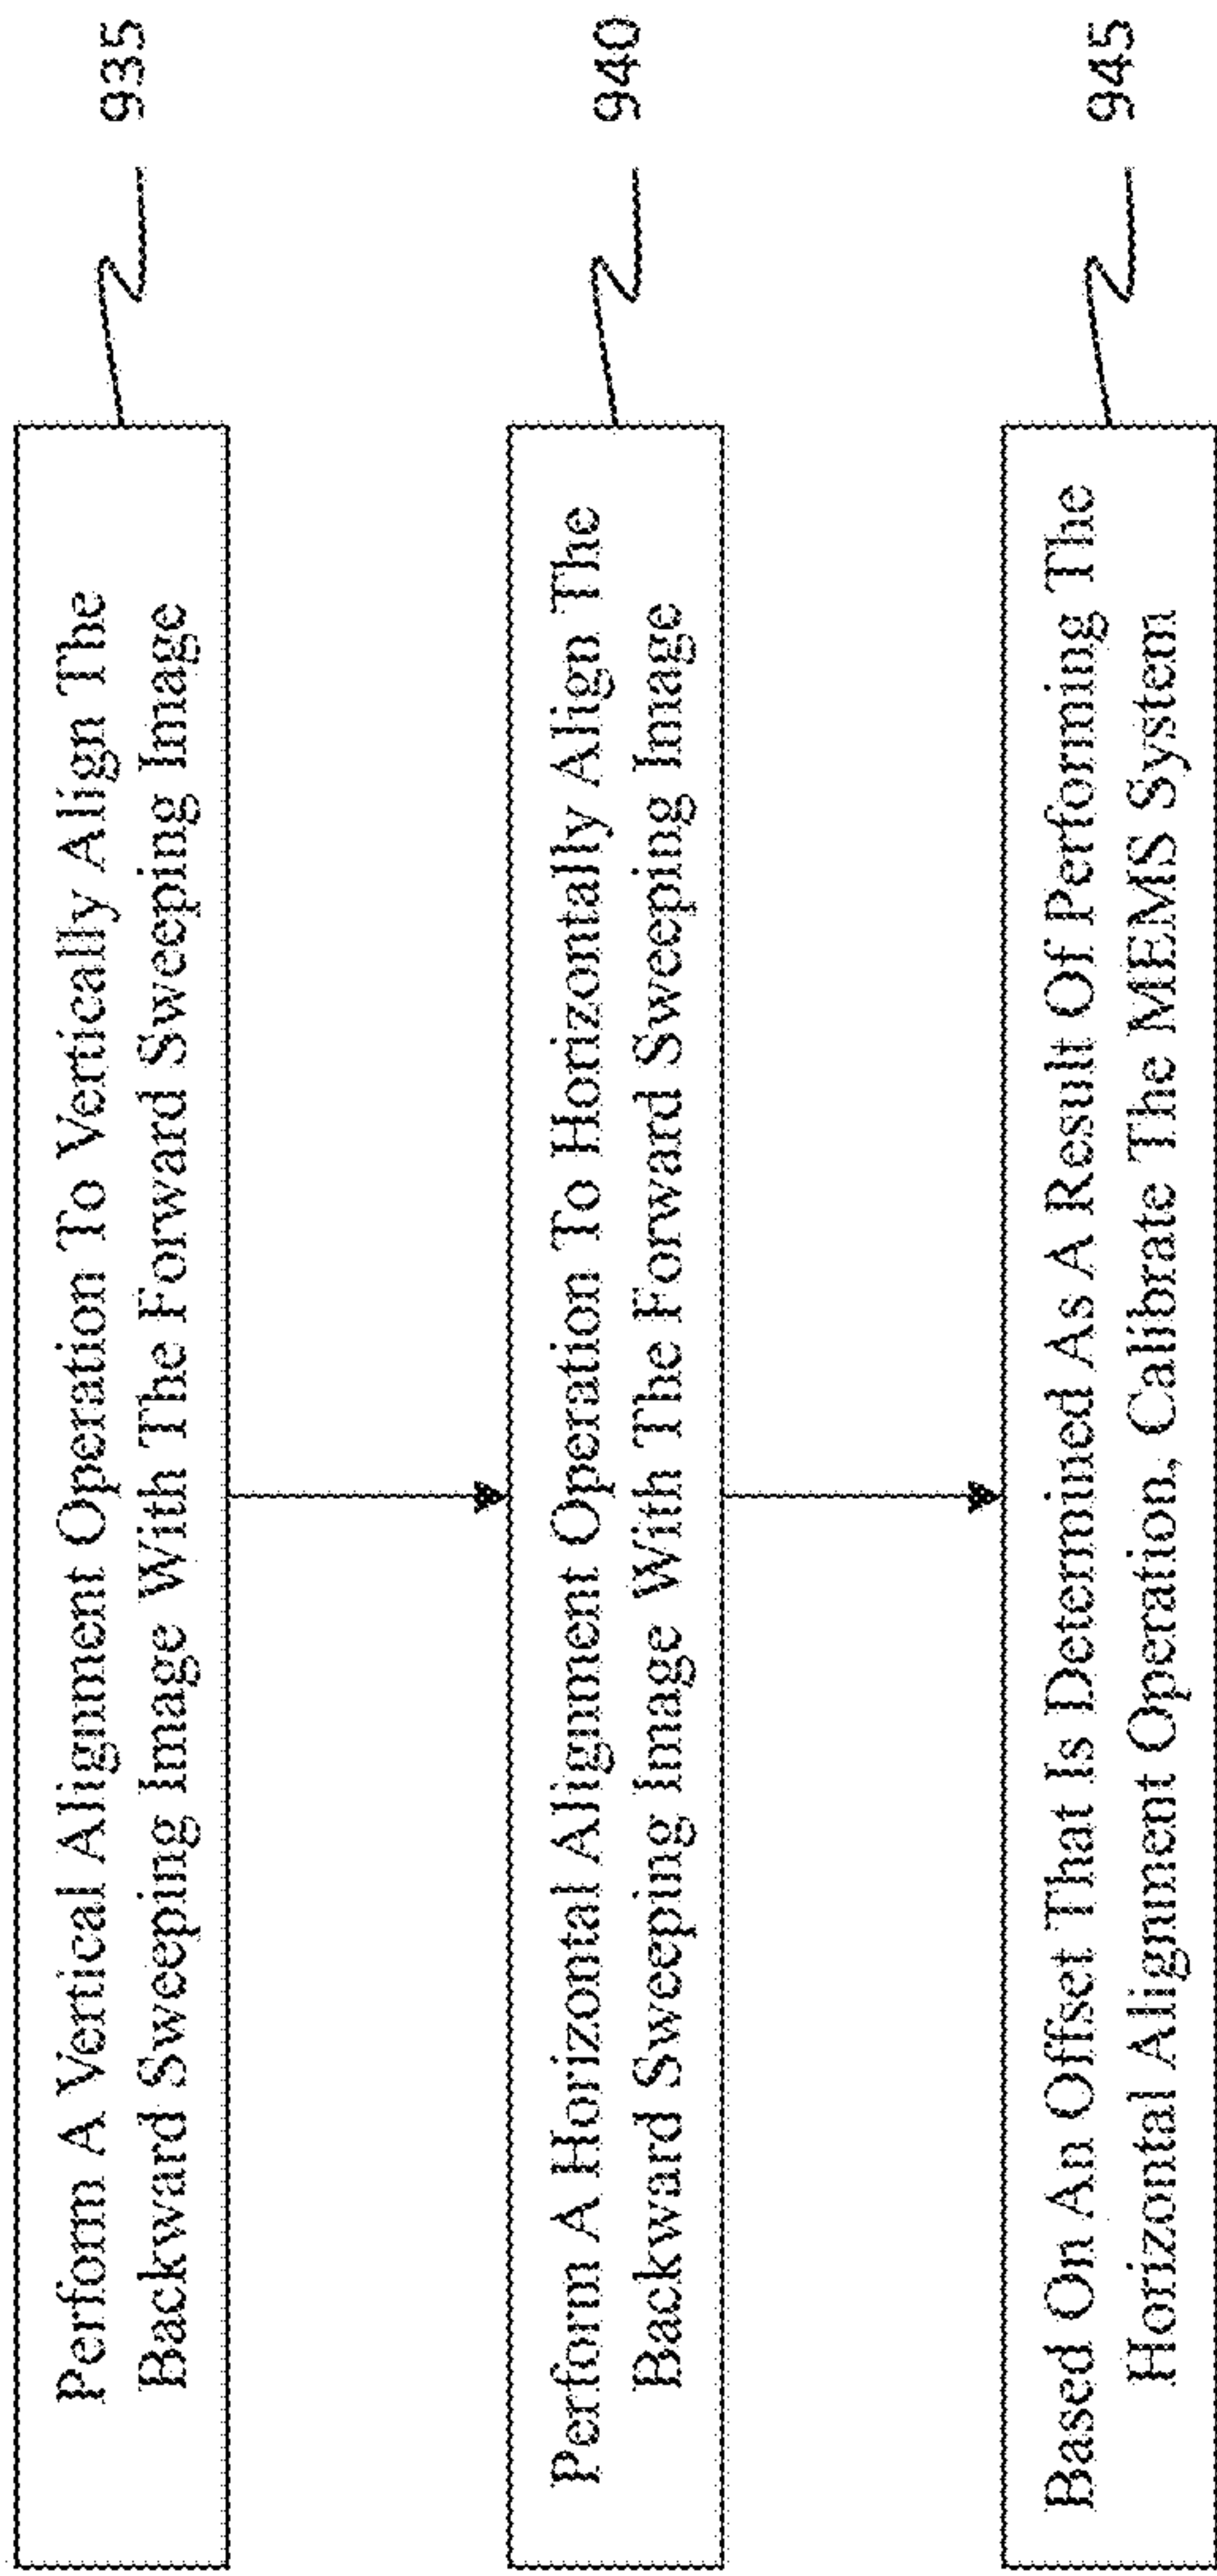 Perform A Vertical Alignment Operation To Vertically Align The
Backward Sweeping Image With The Forward Sweeping Image
935
Perform A Horizontal Alignment Operation To Horizontally Align The
Backward Sweeping Image With The Forward Sweeping Image
940
Based On An Offset That Is Determined As A Result Of Performing The
Horizontal Alignment Operation, Calibrate The MEMS System
945